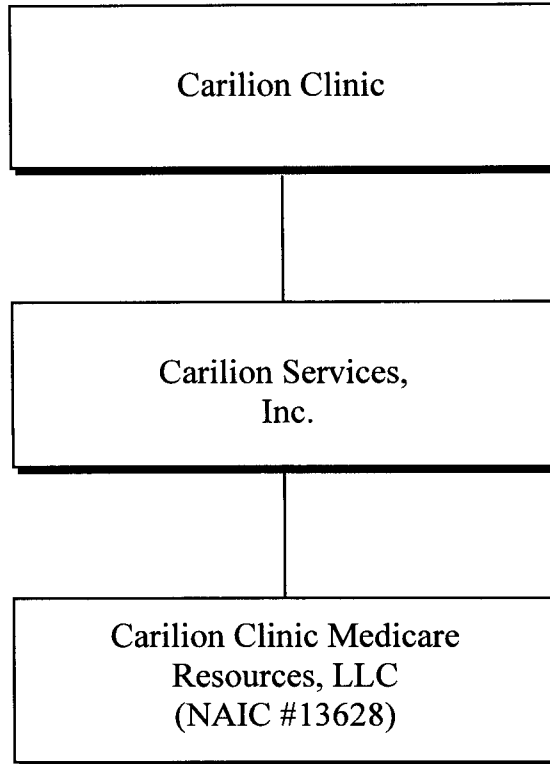 Carilion Clinic
Carilion Services,
Inc.
Carilion Clinic Medicare
Resources, LLC
(NAIC #13628)